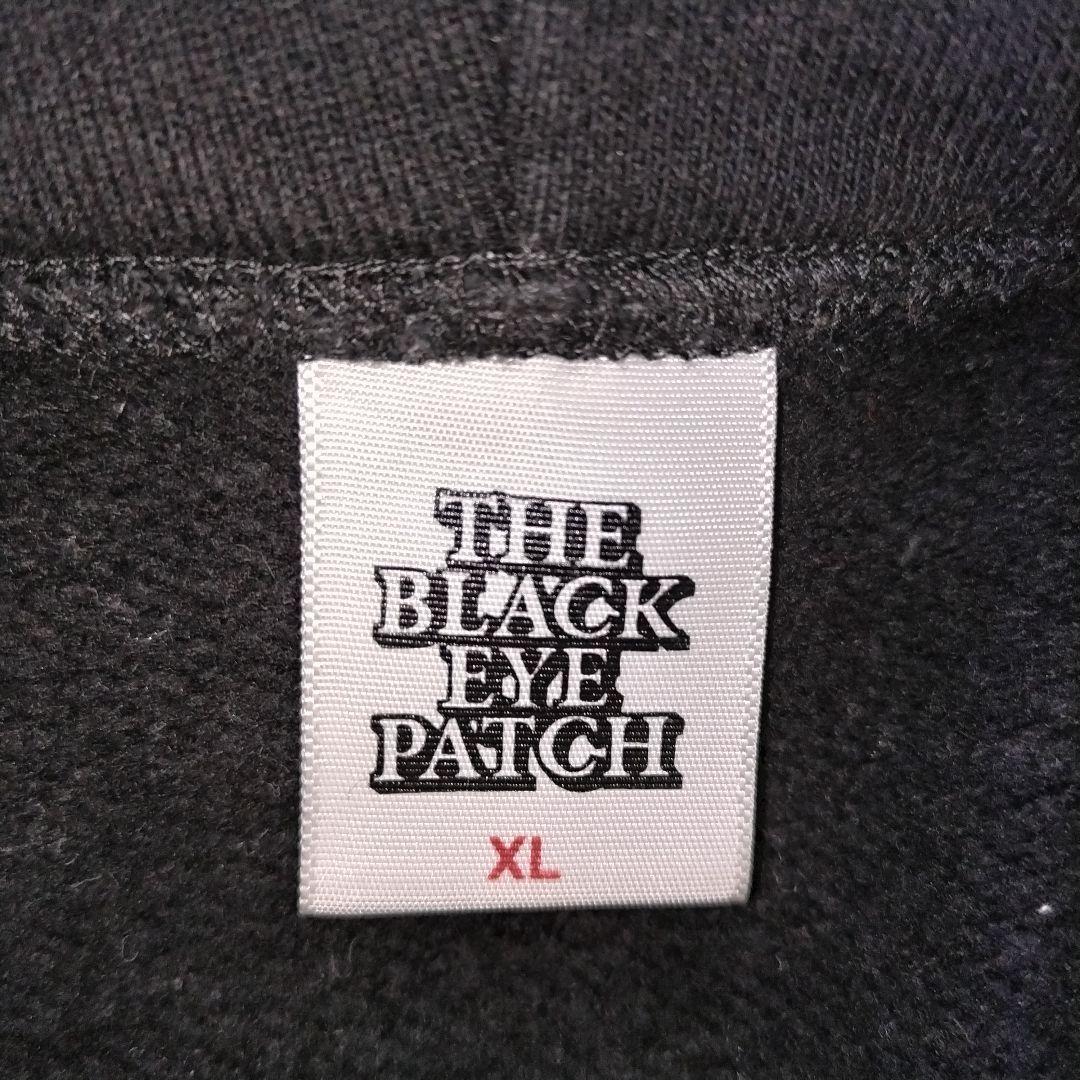 THE
BLACK
EYE
PATCH
XL